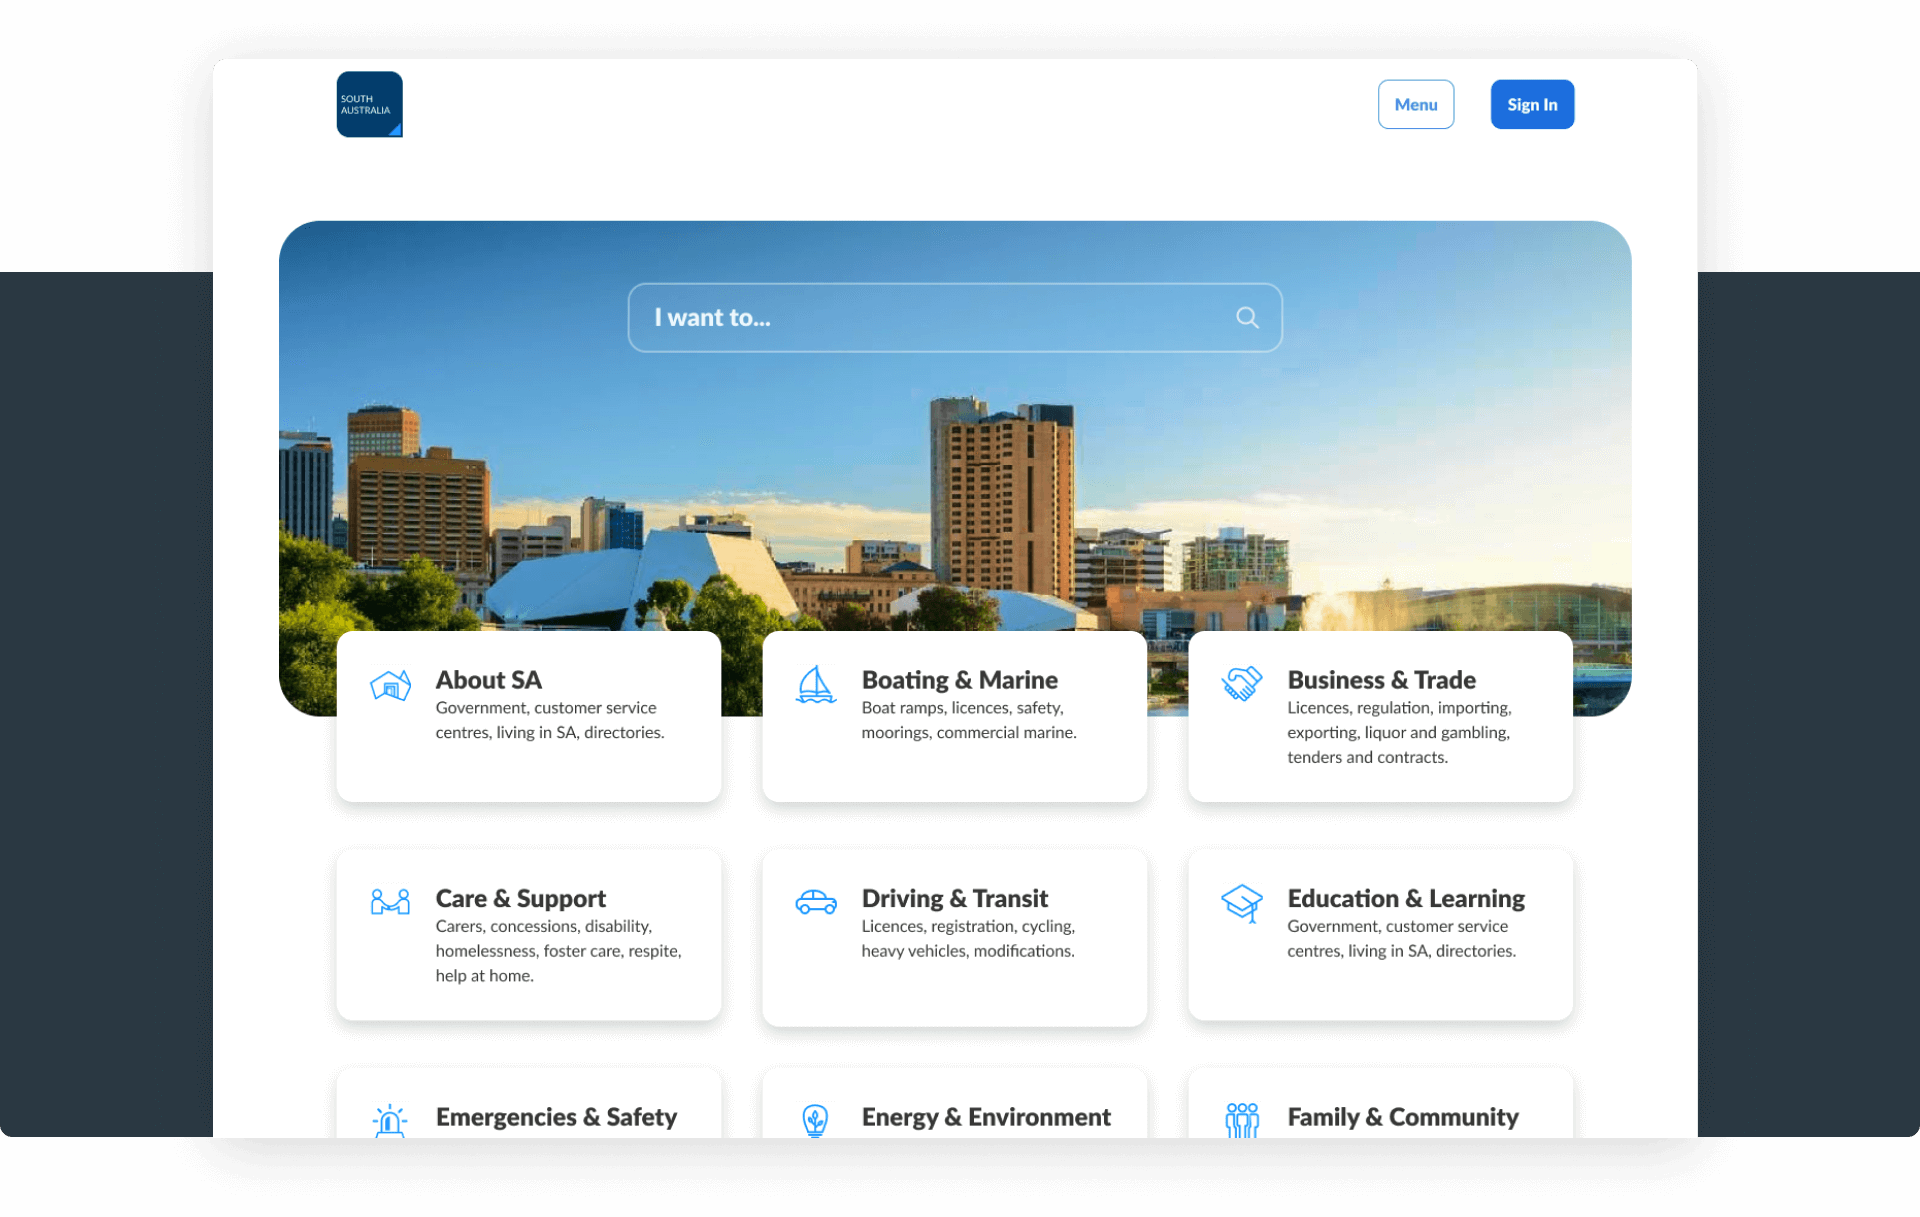 SOUTH
AUSTRALIA
Menu
Sign In
I want to...
About SA
Government, customer service
centres, living in SA, directories.
Boating & Marine
Boat ramps, licences, safety,
moorings, commercial marine.
Business & Trade
Licences, regulation, importing,
exporting, liquor and gambling,
tenders and contracts.
Care & Support
Carers, concessions, disability,
homelessness, foster care, respite,
help at home.
Driving & Transit
Licences, registration, cycling,
heavy vehicles, modifications.
Education & Learning
Government, customer service
centres, living in SA, directories.
Emergencies & Safety
Energy & Environment
Family & Community